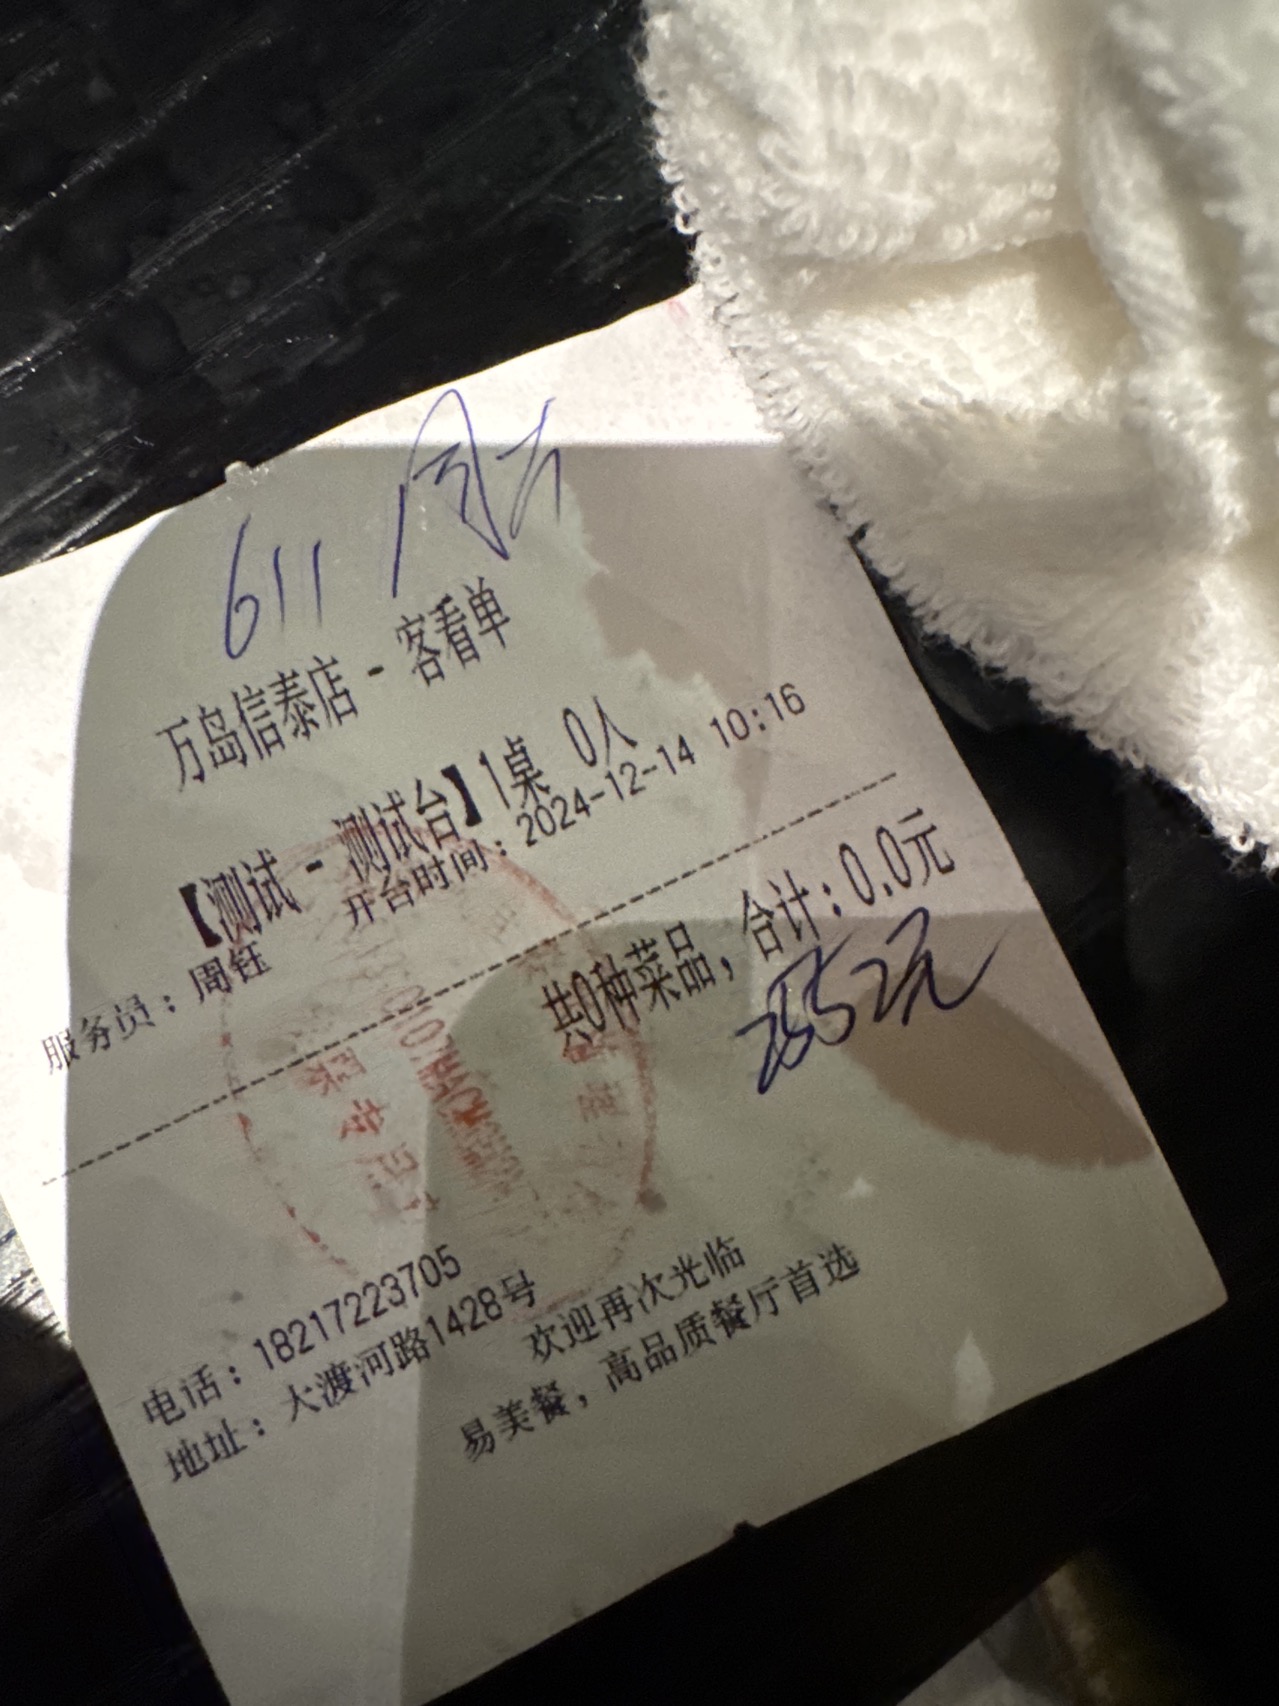 611
万岛信泰店 - 客看单
【测试 - 测试台】1桌 0人
开台时间：2024-12-14 10:16
服务员：周钰
共0种菜品，合计：0.0元
元
电话：18217223705
地址：大渡河路1428号
欢迎再次光临
易美餐，高品质餐厅首选